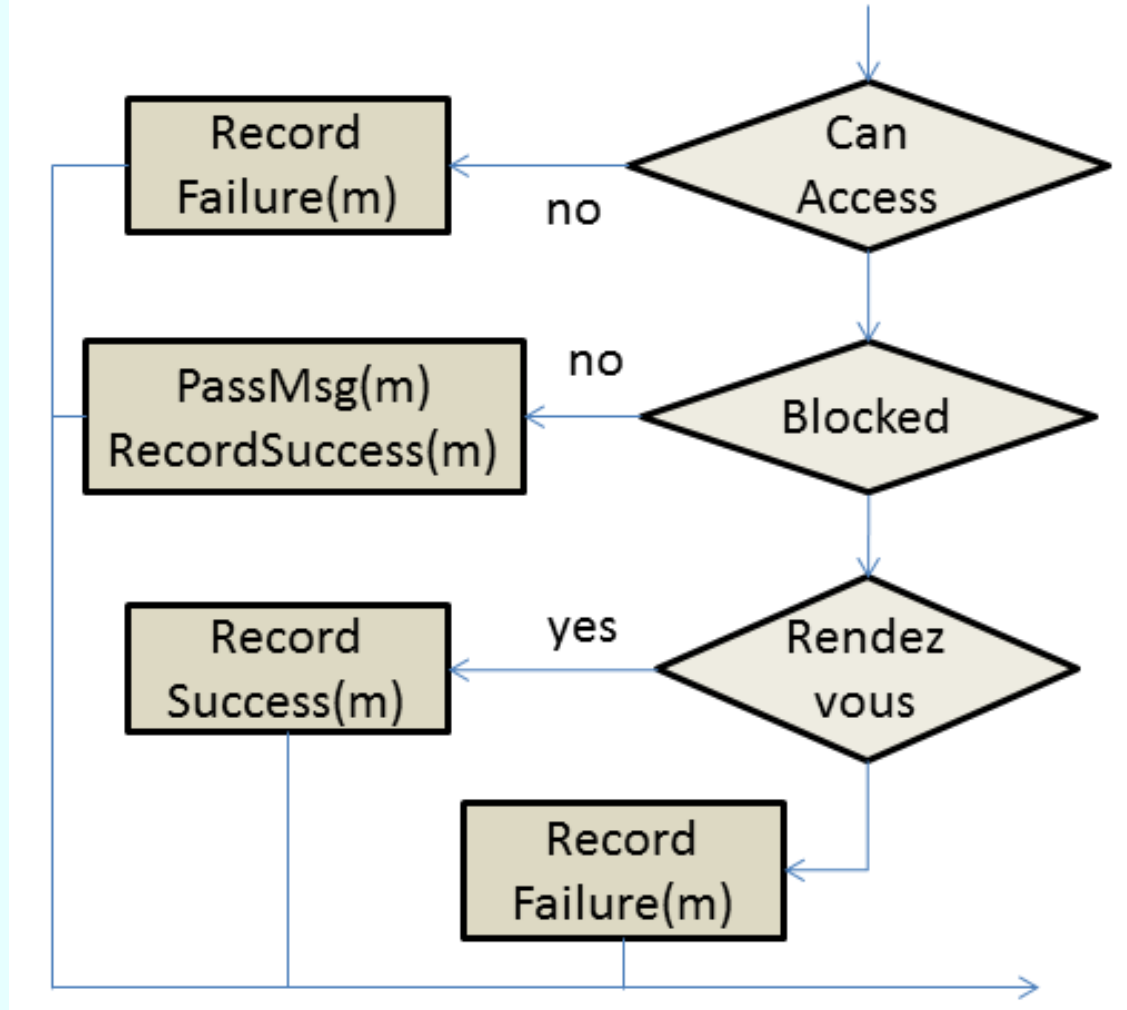 Can
Access
Record
Failure(m)
no
no
PassMsg(m)
RecordSuccess(m)
Blocked
yes
Record
Success(m)
Rendez
vous
Record
Failure(m)